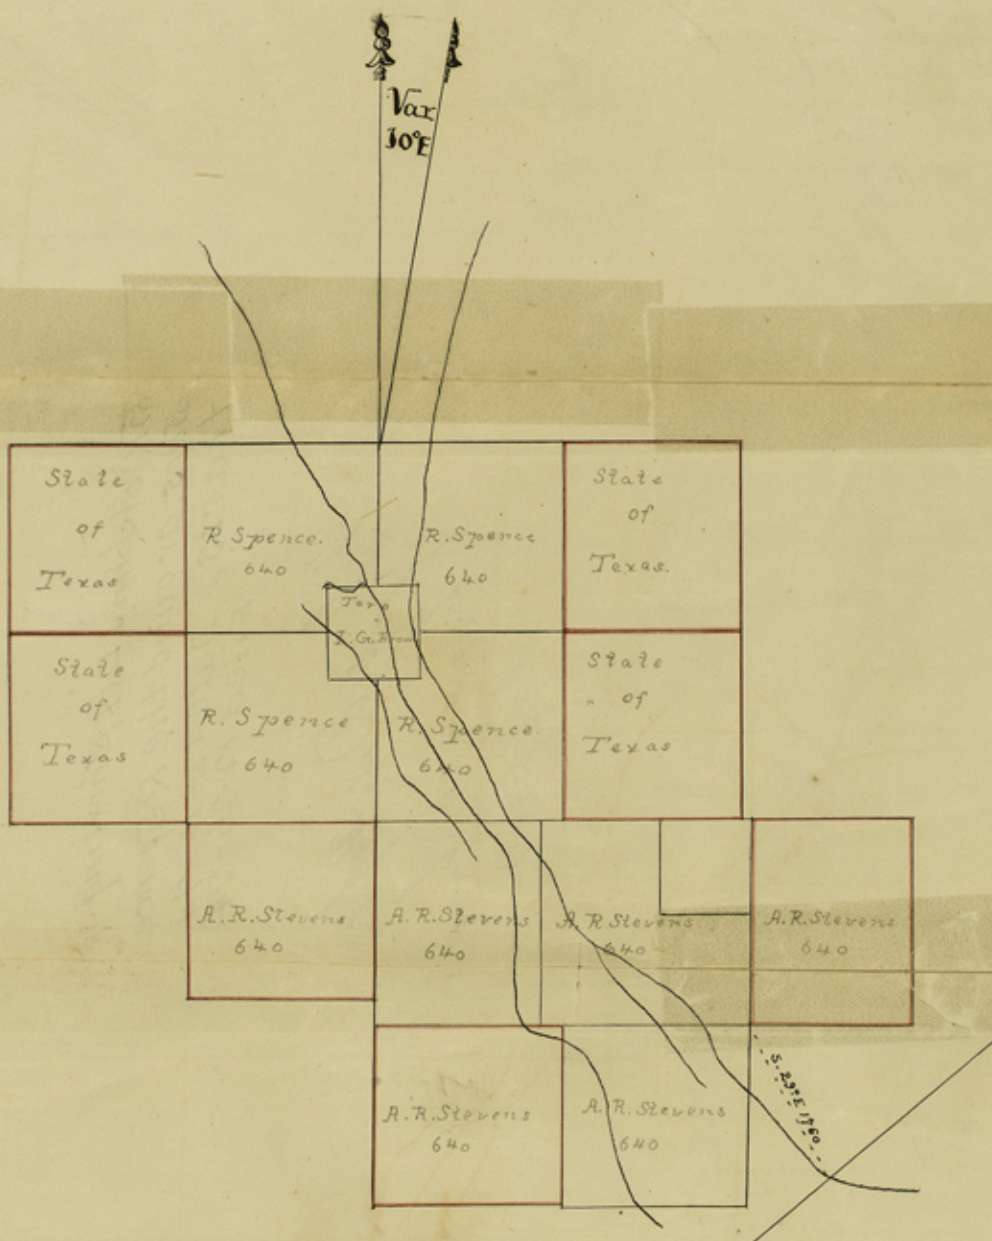 Var
10°E
State
of
Texas
R. Spence.
640
R. Spence
640
State
of
Texas.
I. G. Brow
State
of
Texas
R. Spence
640
R. Spence.
640
State
of
Texas
A. R. Stevens
640
A. R. Stevens
640
A. R. Stevens
640
A. R. Stevens
640
S. 29°E 1760
A. R. Stevens
640
A. R. Stevens
640